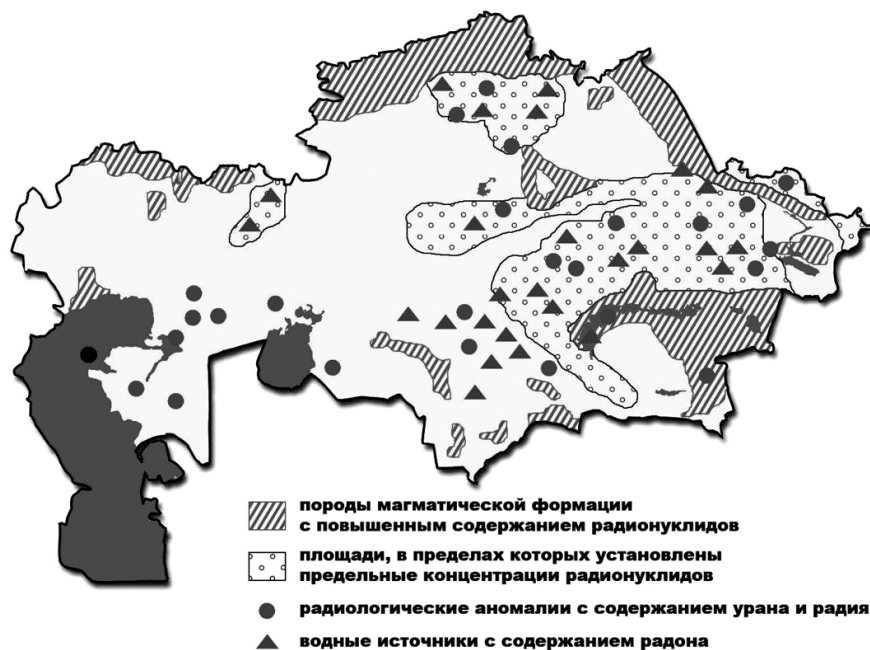 породы магматической формации
с повышенным содержанием радионуклидов
площади, в пределах которых установлены
предельные концентрации радионуклидов
радиологические аномалии с содержанием урана и радия
водные источники с содержанием радона